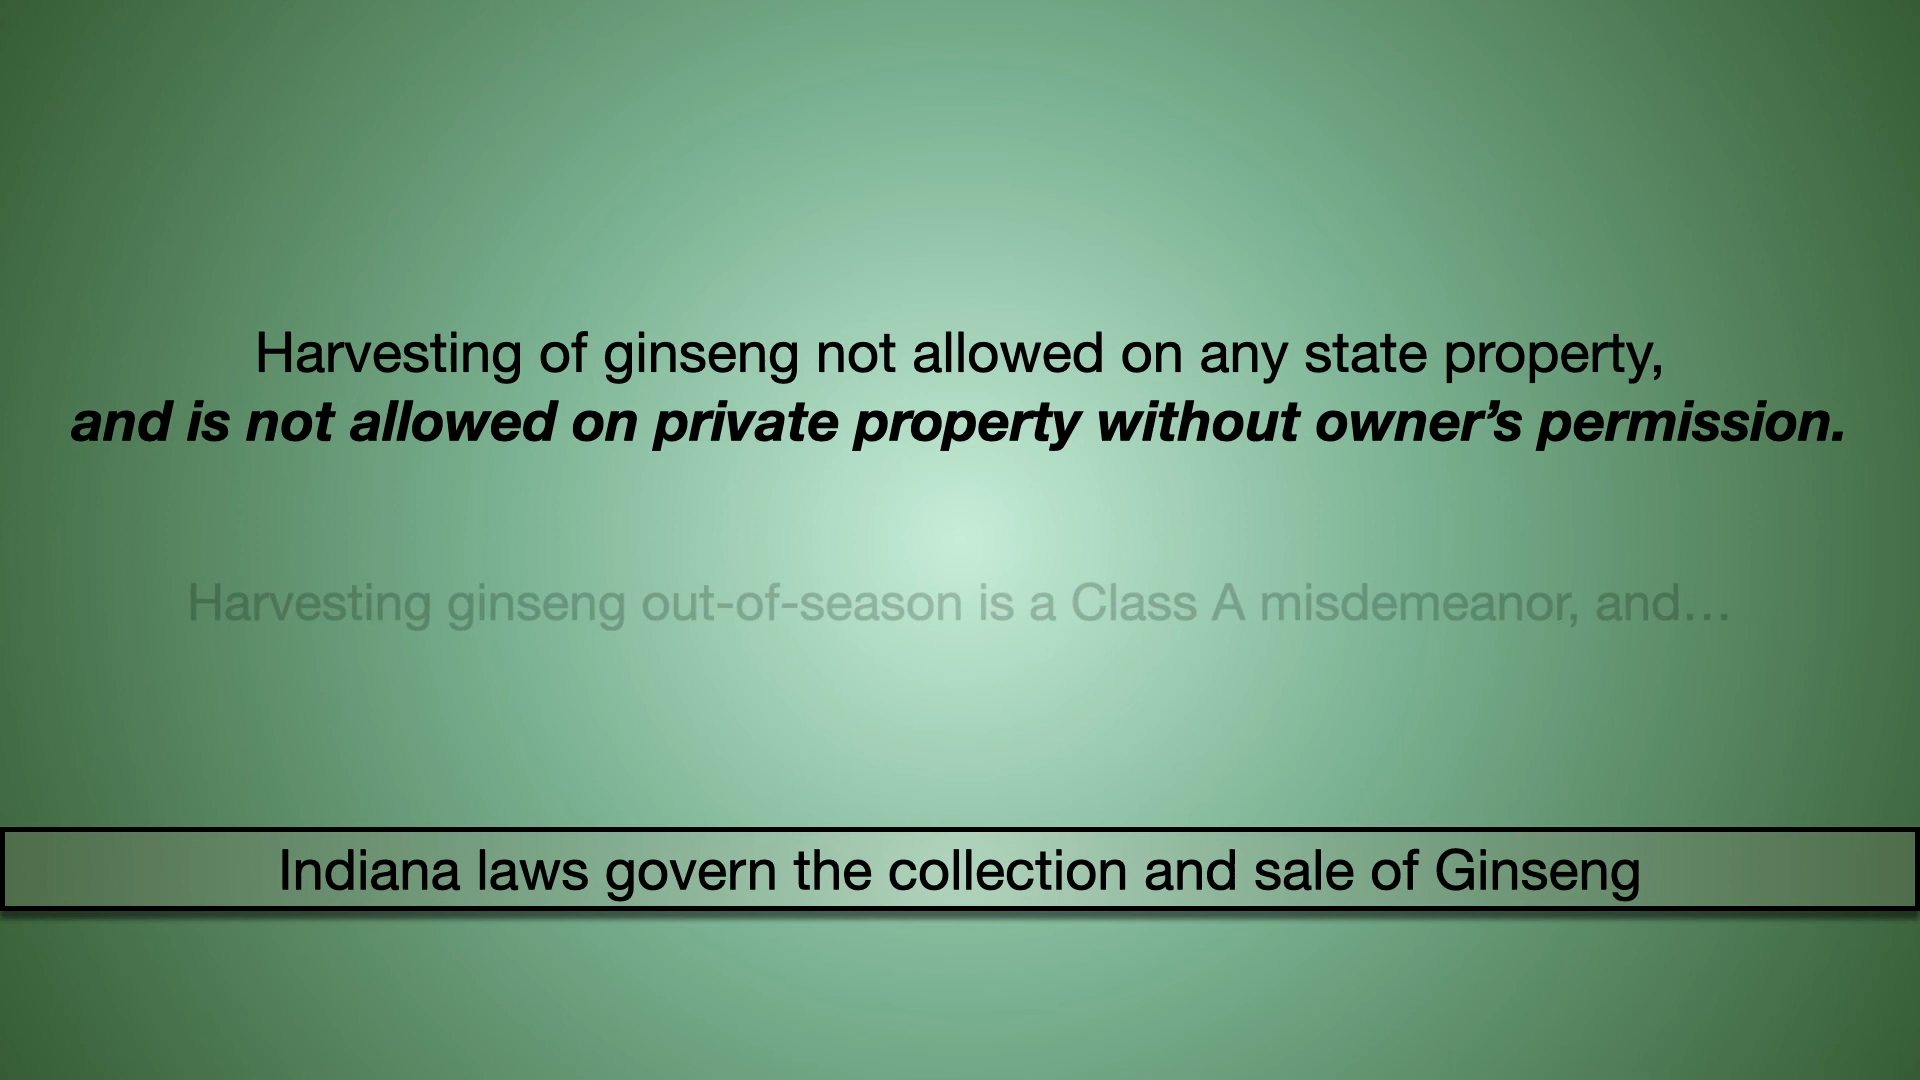 Harvesting of ginseng not allowed on any state property,
and is not allowed on private property without owner’s permission.
Harvesting ginseng out-of-season is a Class A misdemeanor, and…
Indiana laws govern the collection and sale of Ginseng